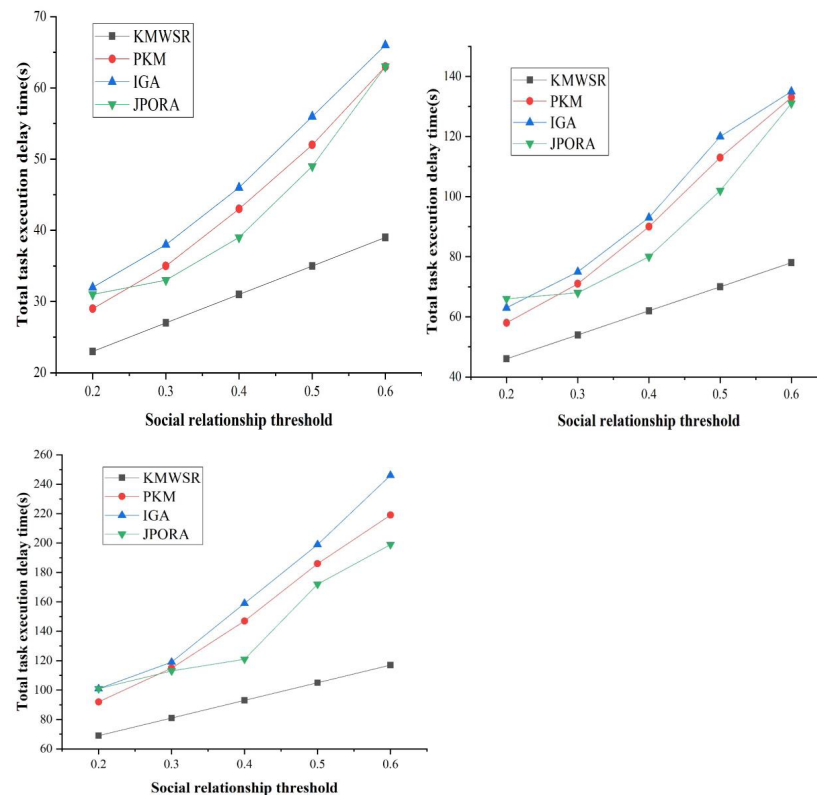 70
60
50
40
30
20
Total task execution delay time(s)
KMWSR
PKM
IGA
JPORA
0.2 0.3 0.4 0.5 0.6
Social relationship threshold
140
120
100
80
60
40
Total task execution delay time(s)
KMWSR
PKM
IGA
JPORA
0.2 0.3 0.4 0.5 0.6
Social relationship threshold
260
240
220
200
180
160
140
120
100
80
60
Total task execution delay time(s)
KMWSR
PKM
IGA
JPORA
0.2 0.3 0.4 0.5 0.6
Social relationship threshold